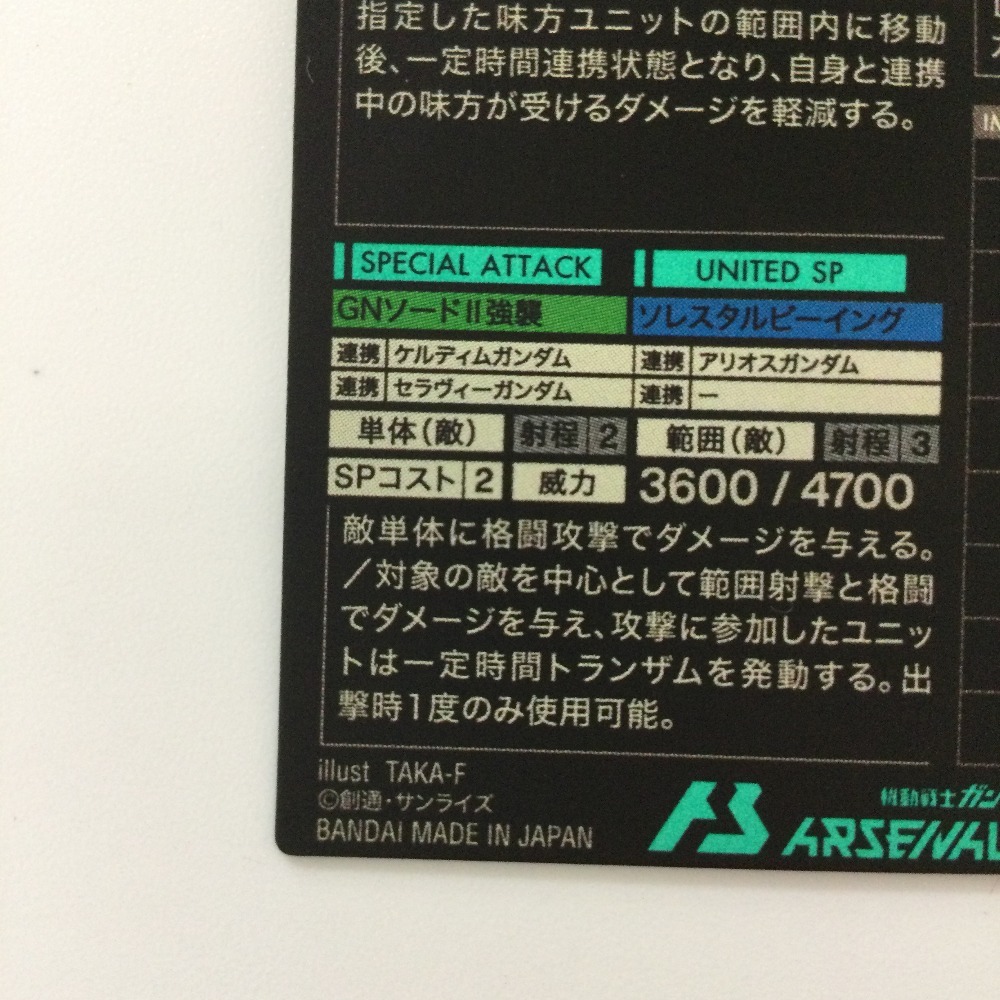 指定した味方ユニットの範囲内に移動
後、一定時間連携状態となり、自身と連携
中の味方が受けるダメージを軽減する。
SPECIAL ATTACK
UNITED SP
GNソードⅡ強襲
ソレスタルビーイング
連携 ケルディムガンダム
連携 アリオスガンダム
連携 セラヴィーガンダム
連携 ー
単体(敵) 射程 2
範囲(敵) 射程 3
SPコスト 2 威力 3600 / 4700
敵単体に格闘攻撃でダメージを与える。
／対象の敵を中心として範囲射撃と格闘
でダメージを与え、攻撃に参加したユニッ
トは一定時間トランザムを発動する。出
撃時1度のみ使用可能。
illust TAKA-F
©創通・サンライズ
BANDAI MADE IN JAPAN
機動戦士ガン
ARSENAL